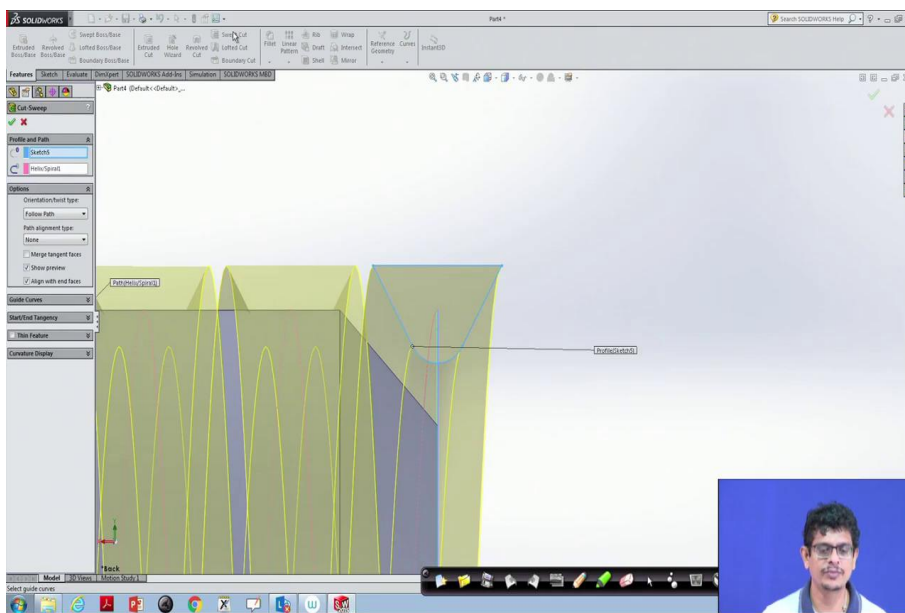 SOLIDWORKS
Part4 *
Search SOLIDWORKS Help
Extruded Boss/Base
Revolved Boss/Base
Swept Boss/Base
Lofted Boss/Base
Boundary Boss/Base
Extruded Cut
Hole Wizard
Revolved Cut
Swept Cut
Lofted Cut
Boundary Cut
Fillet
Linear Pattern
Rib
Draft
Shell
Wrap
Intersect
Mirror
Reference Geometry
Curves
Instant3D
Features Sketch Evaluate DimXpert SOLIDWORKS Add-Ins Simulation SOLIDWORKS MBD
Part4 (Default<<Default>_...
Cut-Sweep ?
Profile and Path
Sketch5
Helix/Spiral1
Options
Orientation/twist type:
Follow Path
Path alignment type:
None
Merge tangent faces
Show preview
Align with end faces
Guide Curves
Start/End Tangency
Thin Feature
Curvature Display
Path(Helix/Spiral1)
Profile(Sketch5)
*Back
Model 3D Views Motion Study 1
Select guide curves